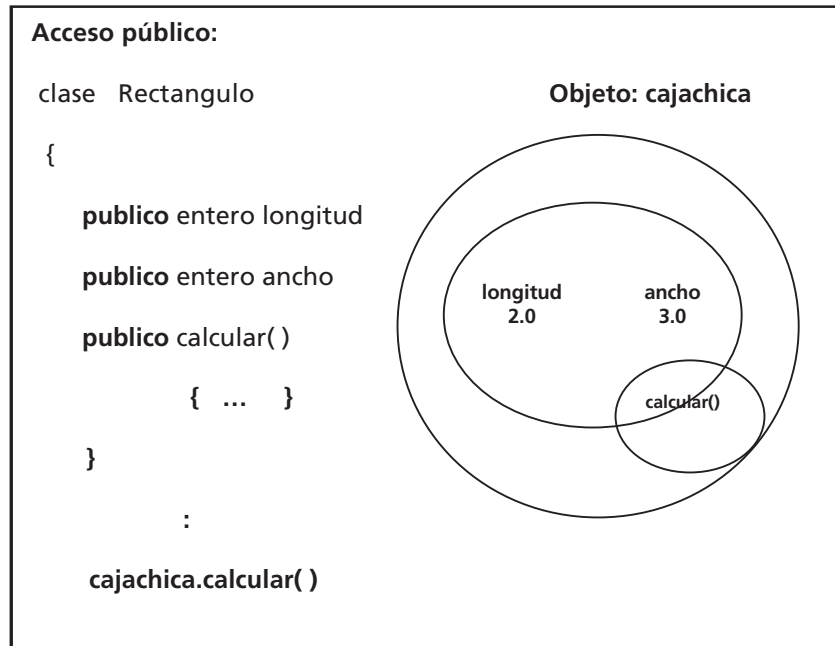 Acceso público:
clase Rectangulo
{
publico entero longitud
publico entero ancho
publico calcular( )
{ ... }
}
:
cajachica.calcular( )
Objeto: cajachica
longitud ancho
2.0 3.0
calcular()